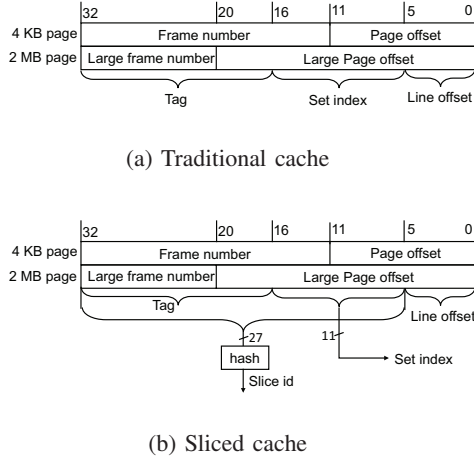 32 20 16 11 5 0
4 KB page Frame number Page offset
2 MB page Large frame number Large Page offset
Tag Set index Line offset
(a) Traditional cache
32 20 16 11 5 0
4 KB page Frame number Page offset
2 MB page Large frame number Large Page offset
Tag Line offset
27 11
hash Set index
Slice id
(b) Sliced cache